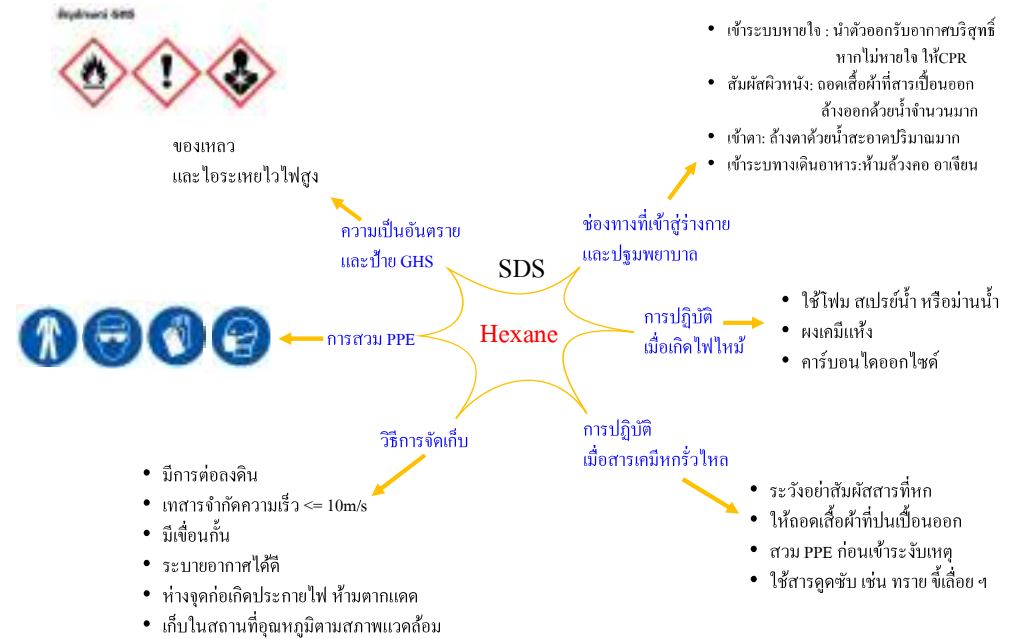 สัญลักษณ์ GHS
ของเหลว
และไอระเหยไวไฟสูง
ความเป็นอันตราย
และป้าย GHS
• เข้าระบบหายใจ : นำตัวออกรับอากาศบริสุทธิ์
หากไม่หายใจ ให้CPR
• สัมผัสผิวหนัง: ถอดเสื้อผ้าที่สารเปื้อนออก
ล้างออกด้วยน้ำจำนวนมาก
• เข้าตา: ล้างตาด้วยน้ำสะอาดปริมาณมาก
• เข้าระบทางเดินอาหาร:ห้ามล้วงคอ อาเจียน
ช่องทางที่เข้าสู่ร่างกาย
และปฐมพยาบาล
SDS
Hexane
การสวม PPE
การปฏิบัติ
เมื่อเกิดไฟไหม้
• ใช้โฟม สเปรย์น้ำ หรือม่านน้ำ
• ผงเคมีแห้ง
• คาร์บอนไดออกไซด์
วิธีการจัดเก็บ
• มีการต่อลงดิน
• เทสารจำกัดความเร็ว <= 10m/s
• มีเขื่อนกั้น
• ระบายอากาศได้ดี
• ห่างจุดก่อเกิดประกายไฟ ห้ามตากแดด
• เก็บในสถานที่อุณหภูมิตามสภาพแวดล้อม
การปฏิบัติ
เมื่อสารเคมีหกรั่วไหล
• ระวังอย่าสัมผัสสารที่หก
• ให้ถอดเสื้อผ้าที่ปนเปื้อนออก
• สวม PPE ก่อนเข้าระงับเหตุ
• ใช้สารดูดซับ เช่น ทราย ขี้เลื่อย ฯ